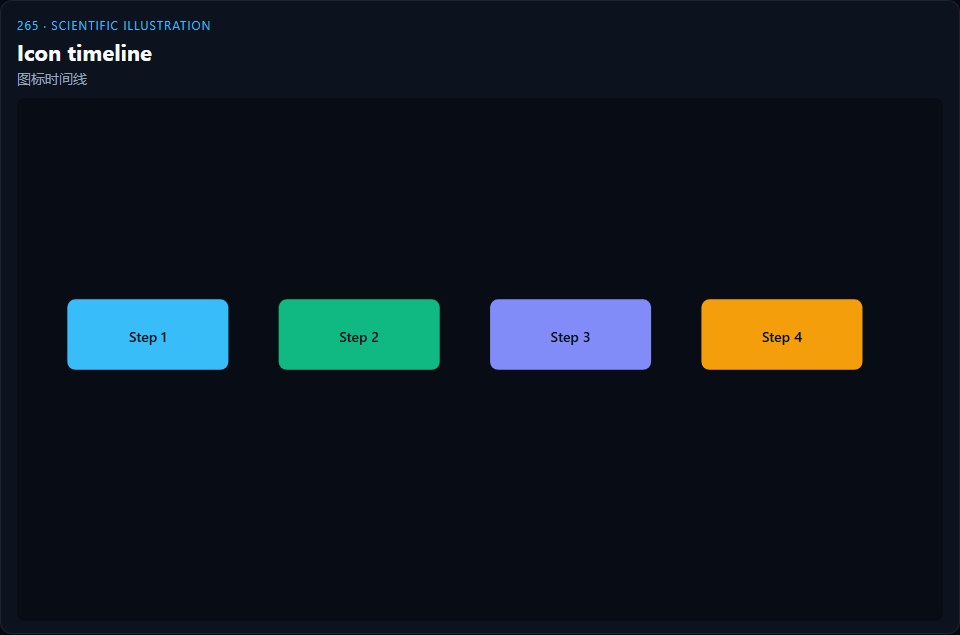 265 · SCIENTIFIC ILLUSTRATION
Icon timeline
图标时间线
Step 1
Step 2
Step 3
Step 4